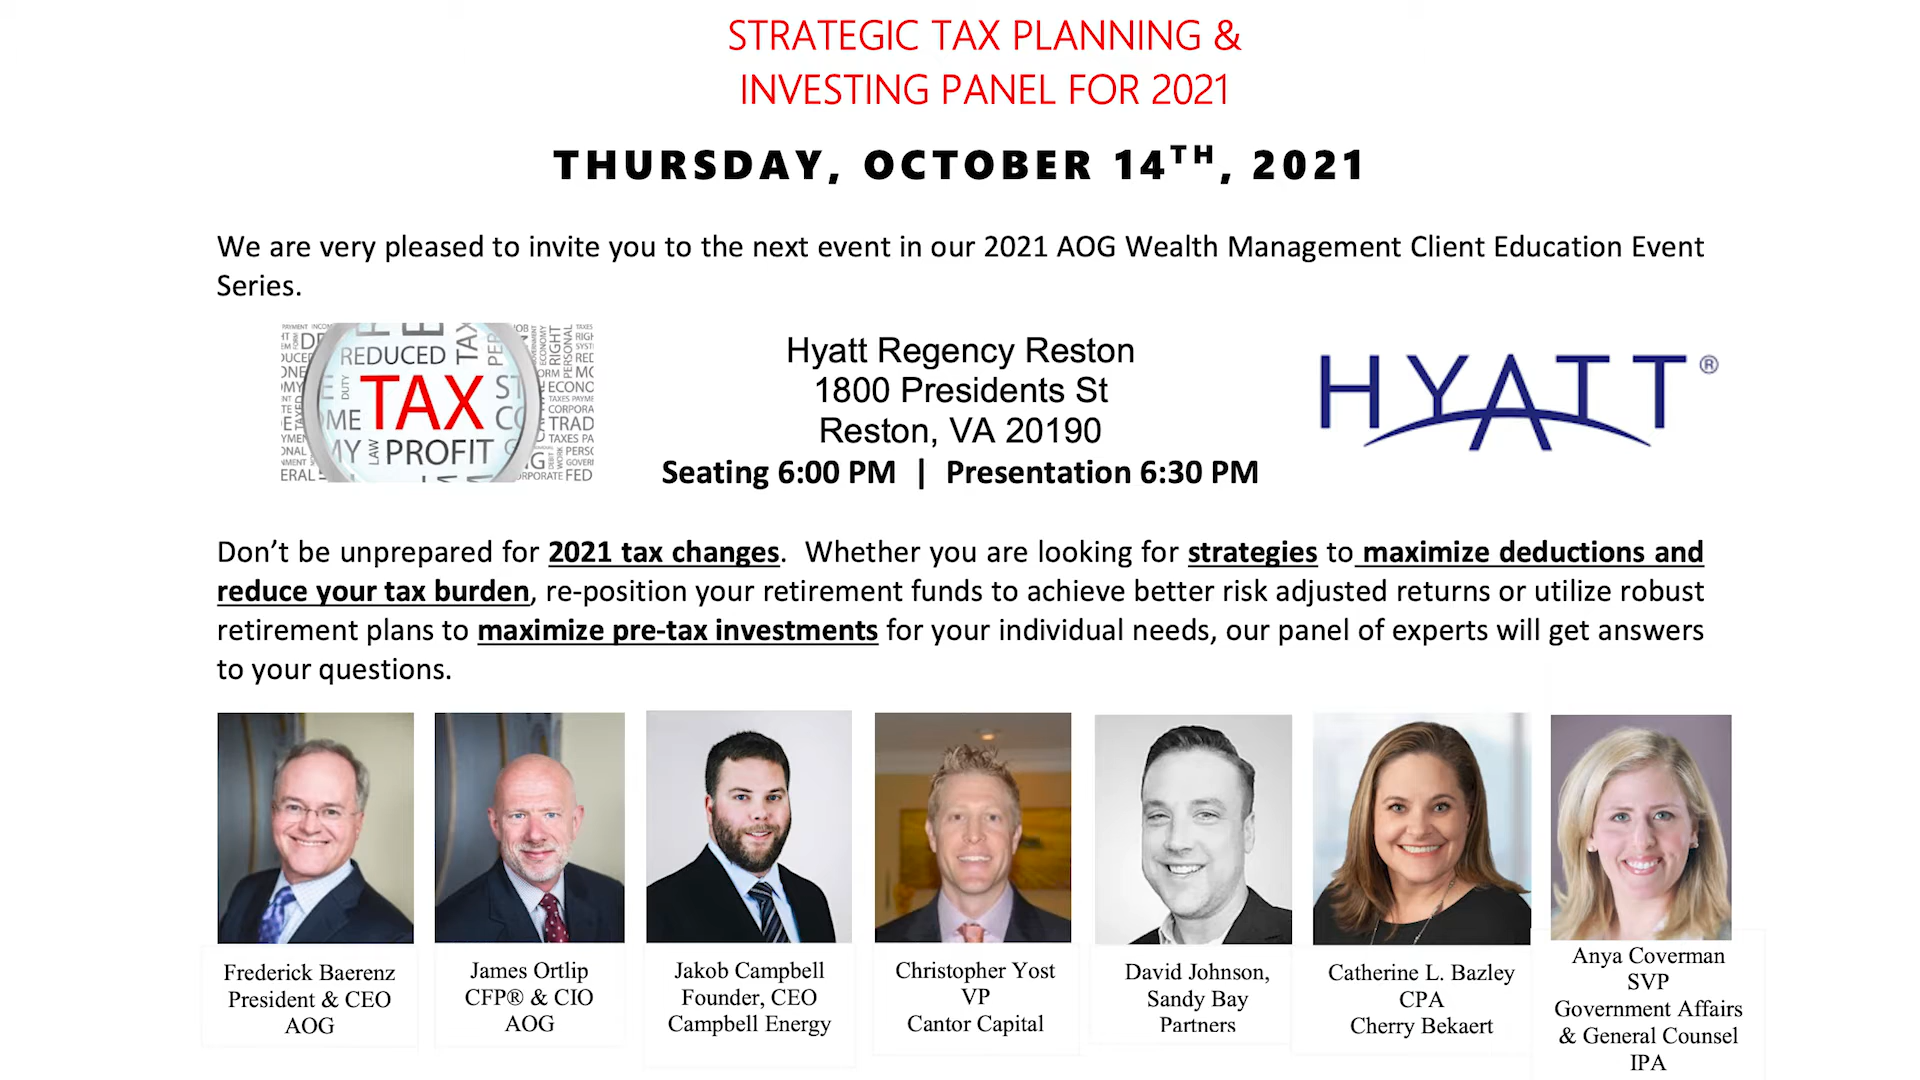 STRATEGIC TAX PLANNING &
INVESTING PANEL FOR 2021
THURSDAY, OCTOBER 14TH, 2021
We are very pleased to invite you to the next event in our 2021 AOG Wealth Management Client Education Event
Series.
REDUCED TAX
TAX
PROFIT
LAW
DUTY
Hyatt Regency Reston
1800 Presidents St
Reston, VA 20190
Seating 6:00 PM | Presentation 6:30 PM
HYATT®
Don’t be unprepared for 2021 tax changes. Whether you are looking for strategies to maximize deductions and
reduce your tax burden, re-position your retirement funds to achieve better risk adjusted returns or utilize robust
retirement plans to maximize pre-tax investments for your individual needs, our panel of experts will get answers
to your questions.
Frederick Baerenz
President & CEO
AOG
James Ortlip
CFP® & CIO
AOG
Jakob Campbell
Founder, CEO
Campbell Energy
Christopher Yost
VP
Cantor Capital
David Johnson,
Sandy Bay
Partners
Catherine L. Bazley
CPA
Cherry Bekaert
Anya Coverman
SVP
Government Affairs
& General Counsel
IPA